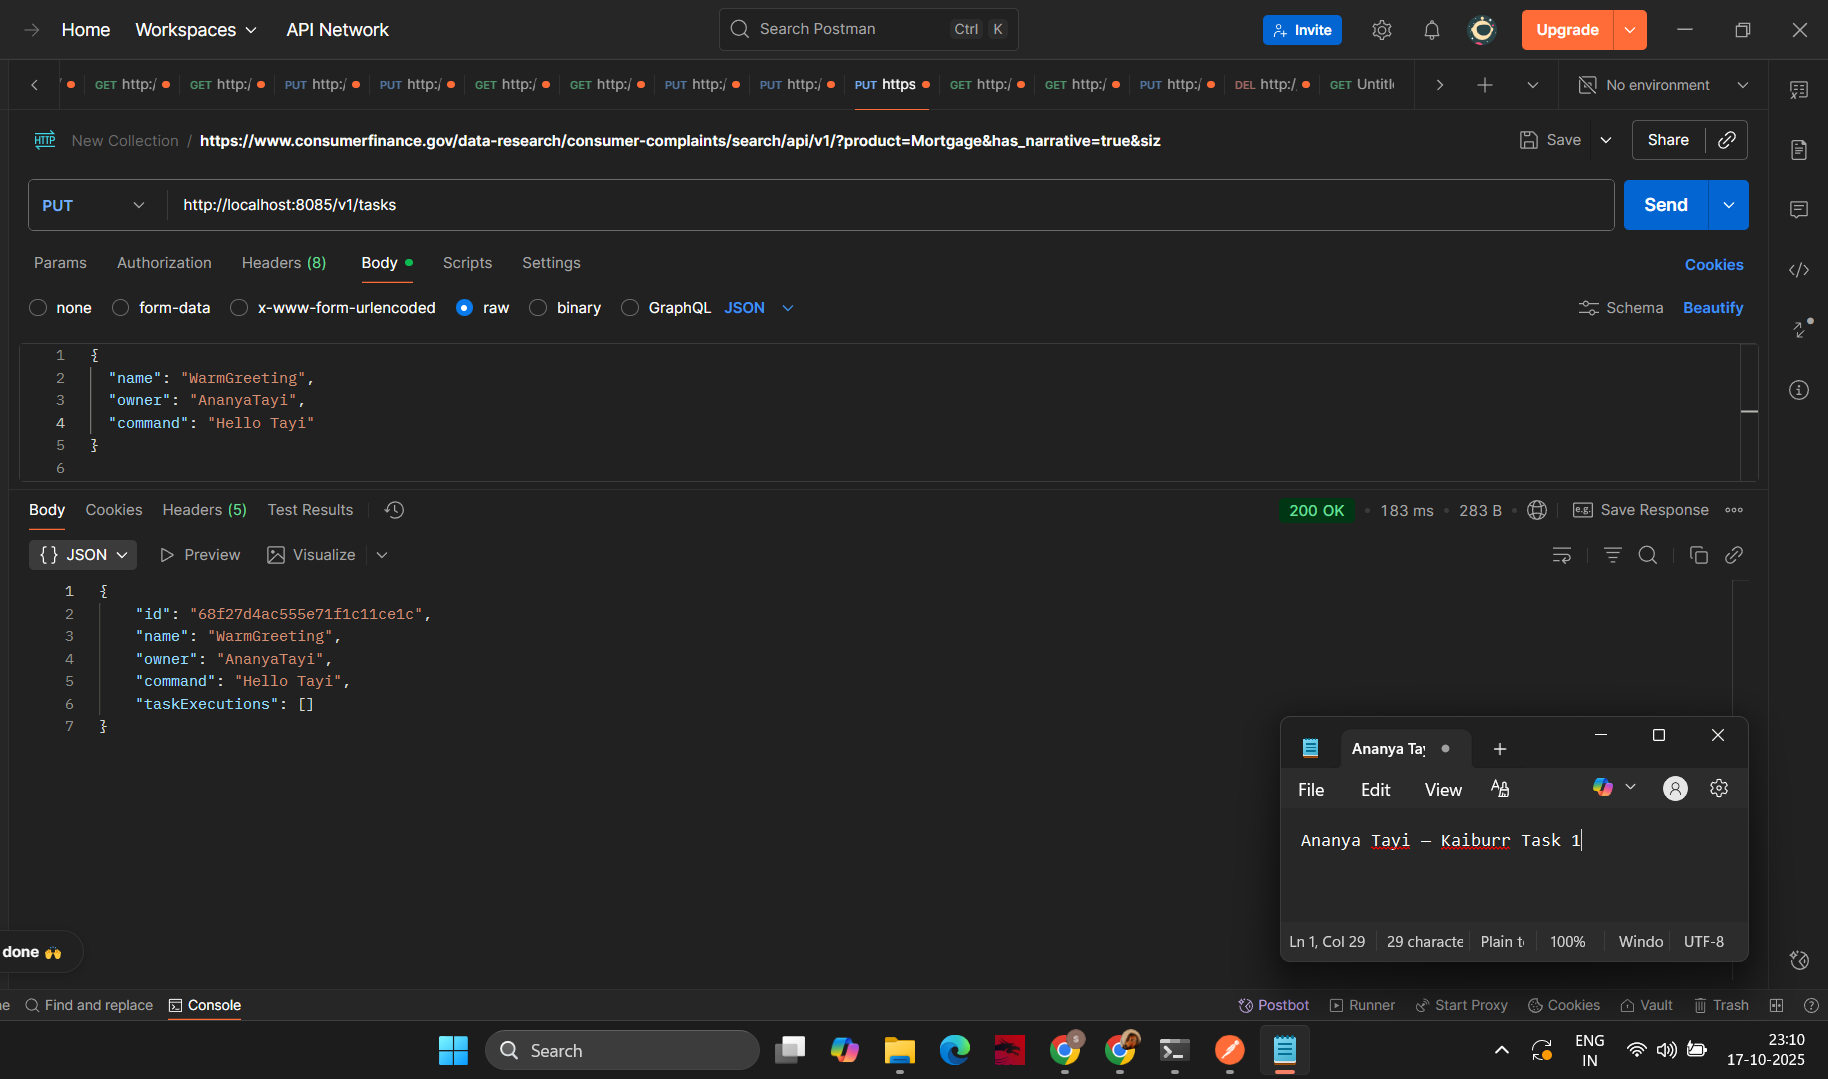 Home Workspaces API Network Search Postman Ctrl K Invite Upgrade
GET http:/ GET http:/ PUT http:/ PUT http:/ GET http:/ GET http:/ PUT http:/ PUT http:/ PUT https GET http:/ GET http:/ PUT http:/ DEL http:/ GET Untitl No environment
HTTP New Collection / https://www.consumerfinance.gov/data-research/consumer-complaints/search/api/v1/?product=Mortgage&has_narrative=true&siz Save Share
PUT http://localhost:8085/v1/tasks Send
Params Authorization Headers (8) Body Scripts Settings Cookies
none form-data x-www-form-urlencoded raw binary GraphQL JSON Schema Beautify
1 {
2 "name": "WarmGreeting",
3 "owner": "AnanyaTayi",
4 "command": "Hello Tayi"
5 }
6
Body Cookies Headers (5) Test Results 200 OK • 183 ms • 283 B • e.g. Save Response
{} JSON Preview Visualize
1 {
2 "id": "68f27d4ac555e71f1c11ce1c",
3 "name": "WarmGreeting",
4 "owner": "AnanyaTayi",
5 "command": "Hello Tayi",
6 "taskExecutions": []
7 }
Ananya Tay
File Edit View
Ananya Tayi – Kaiburr Task 1
Ln 1, Col 29 29 characte Plain t 100% Windo UTF-8
done 🙌
ne Find and replace Console Postbot Runner Start Proxy Cookies Vault Trash
Search ENG IN 23:10
17-10-2025